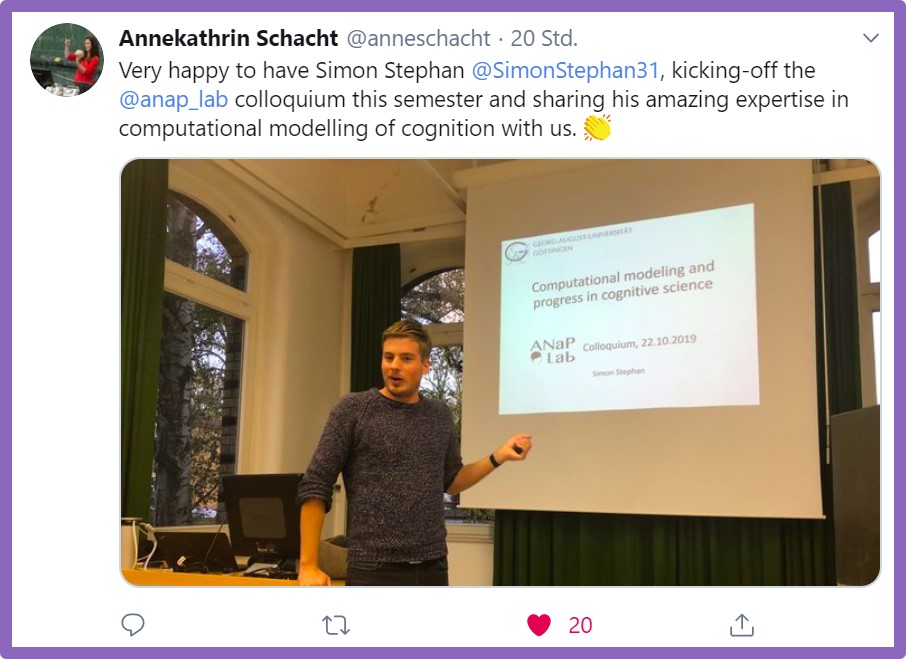 Annekathrin Schacht @anneschacht · 20 Std.
Very happy to have Simon Stephan @SimonStephan31, kicking-off the
@anap_lab colloquium this semester and sharing his amazing expertise in
computational modelling of cognition with us. 👏
GEORG-AUGUST-UNIVERSITÄT
GÖTTINGEN
Computational modeling and
progress in cognitive science
ANaP
Lab
Colloquium, 22.10.2019
Simon Stephan
20